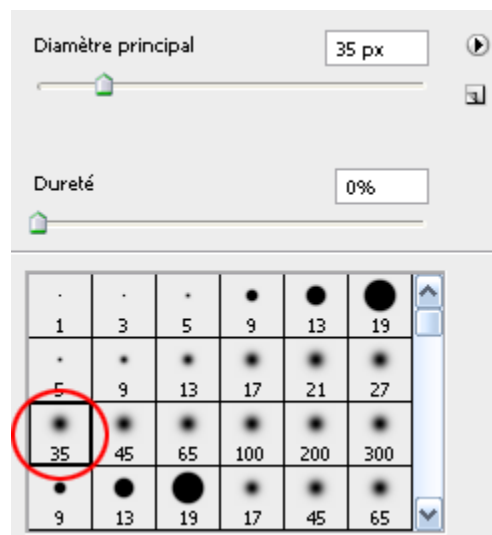 Diamètre principal 35 px
Dureté 0%
1 3 5 9 13 19
5 9 13 17 21 27
35 45 65 100 200 300
9 13 19 17 45 65